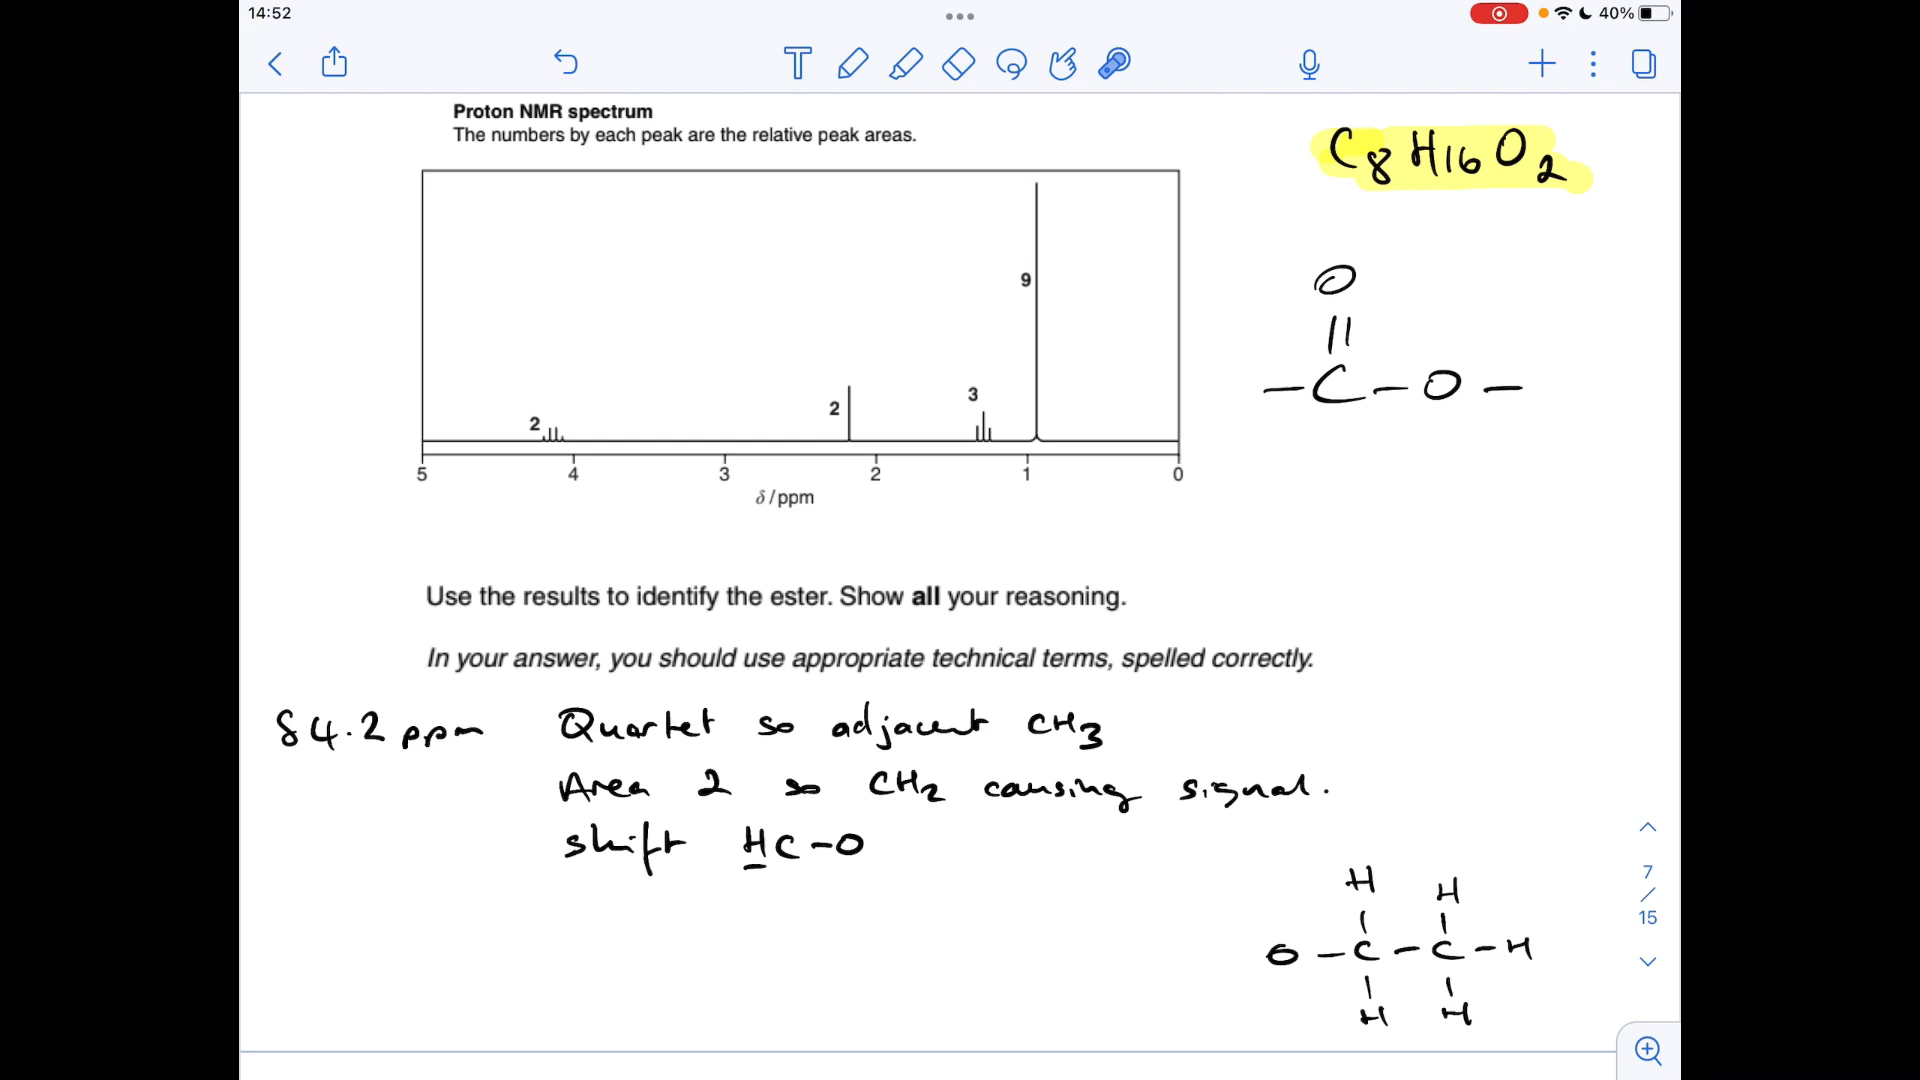 14:52
40%
Proton NMR spectrum
The numbers by each peak are the relative peak areas.
C8H16O2
O
||
– C – O –
9
3
2
2
5 4 3 2 1 0
δ / ppm
Use the results to identify the ester. Show all your reasoning.
In your answer, you should use appropriate technical terms, spelled correctly.
δ 4.2 ppm Quartet so adjacent CH3
Area 2 so CH2 causing signal.
shift HC-O
H H
O – C – C – H
H H
7
/
15